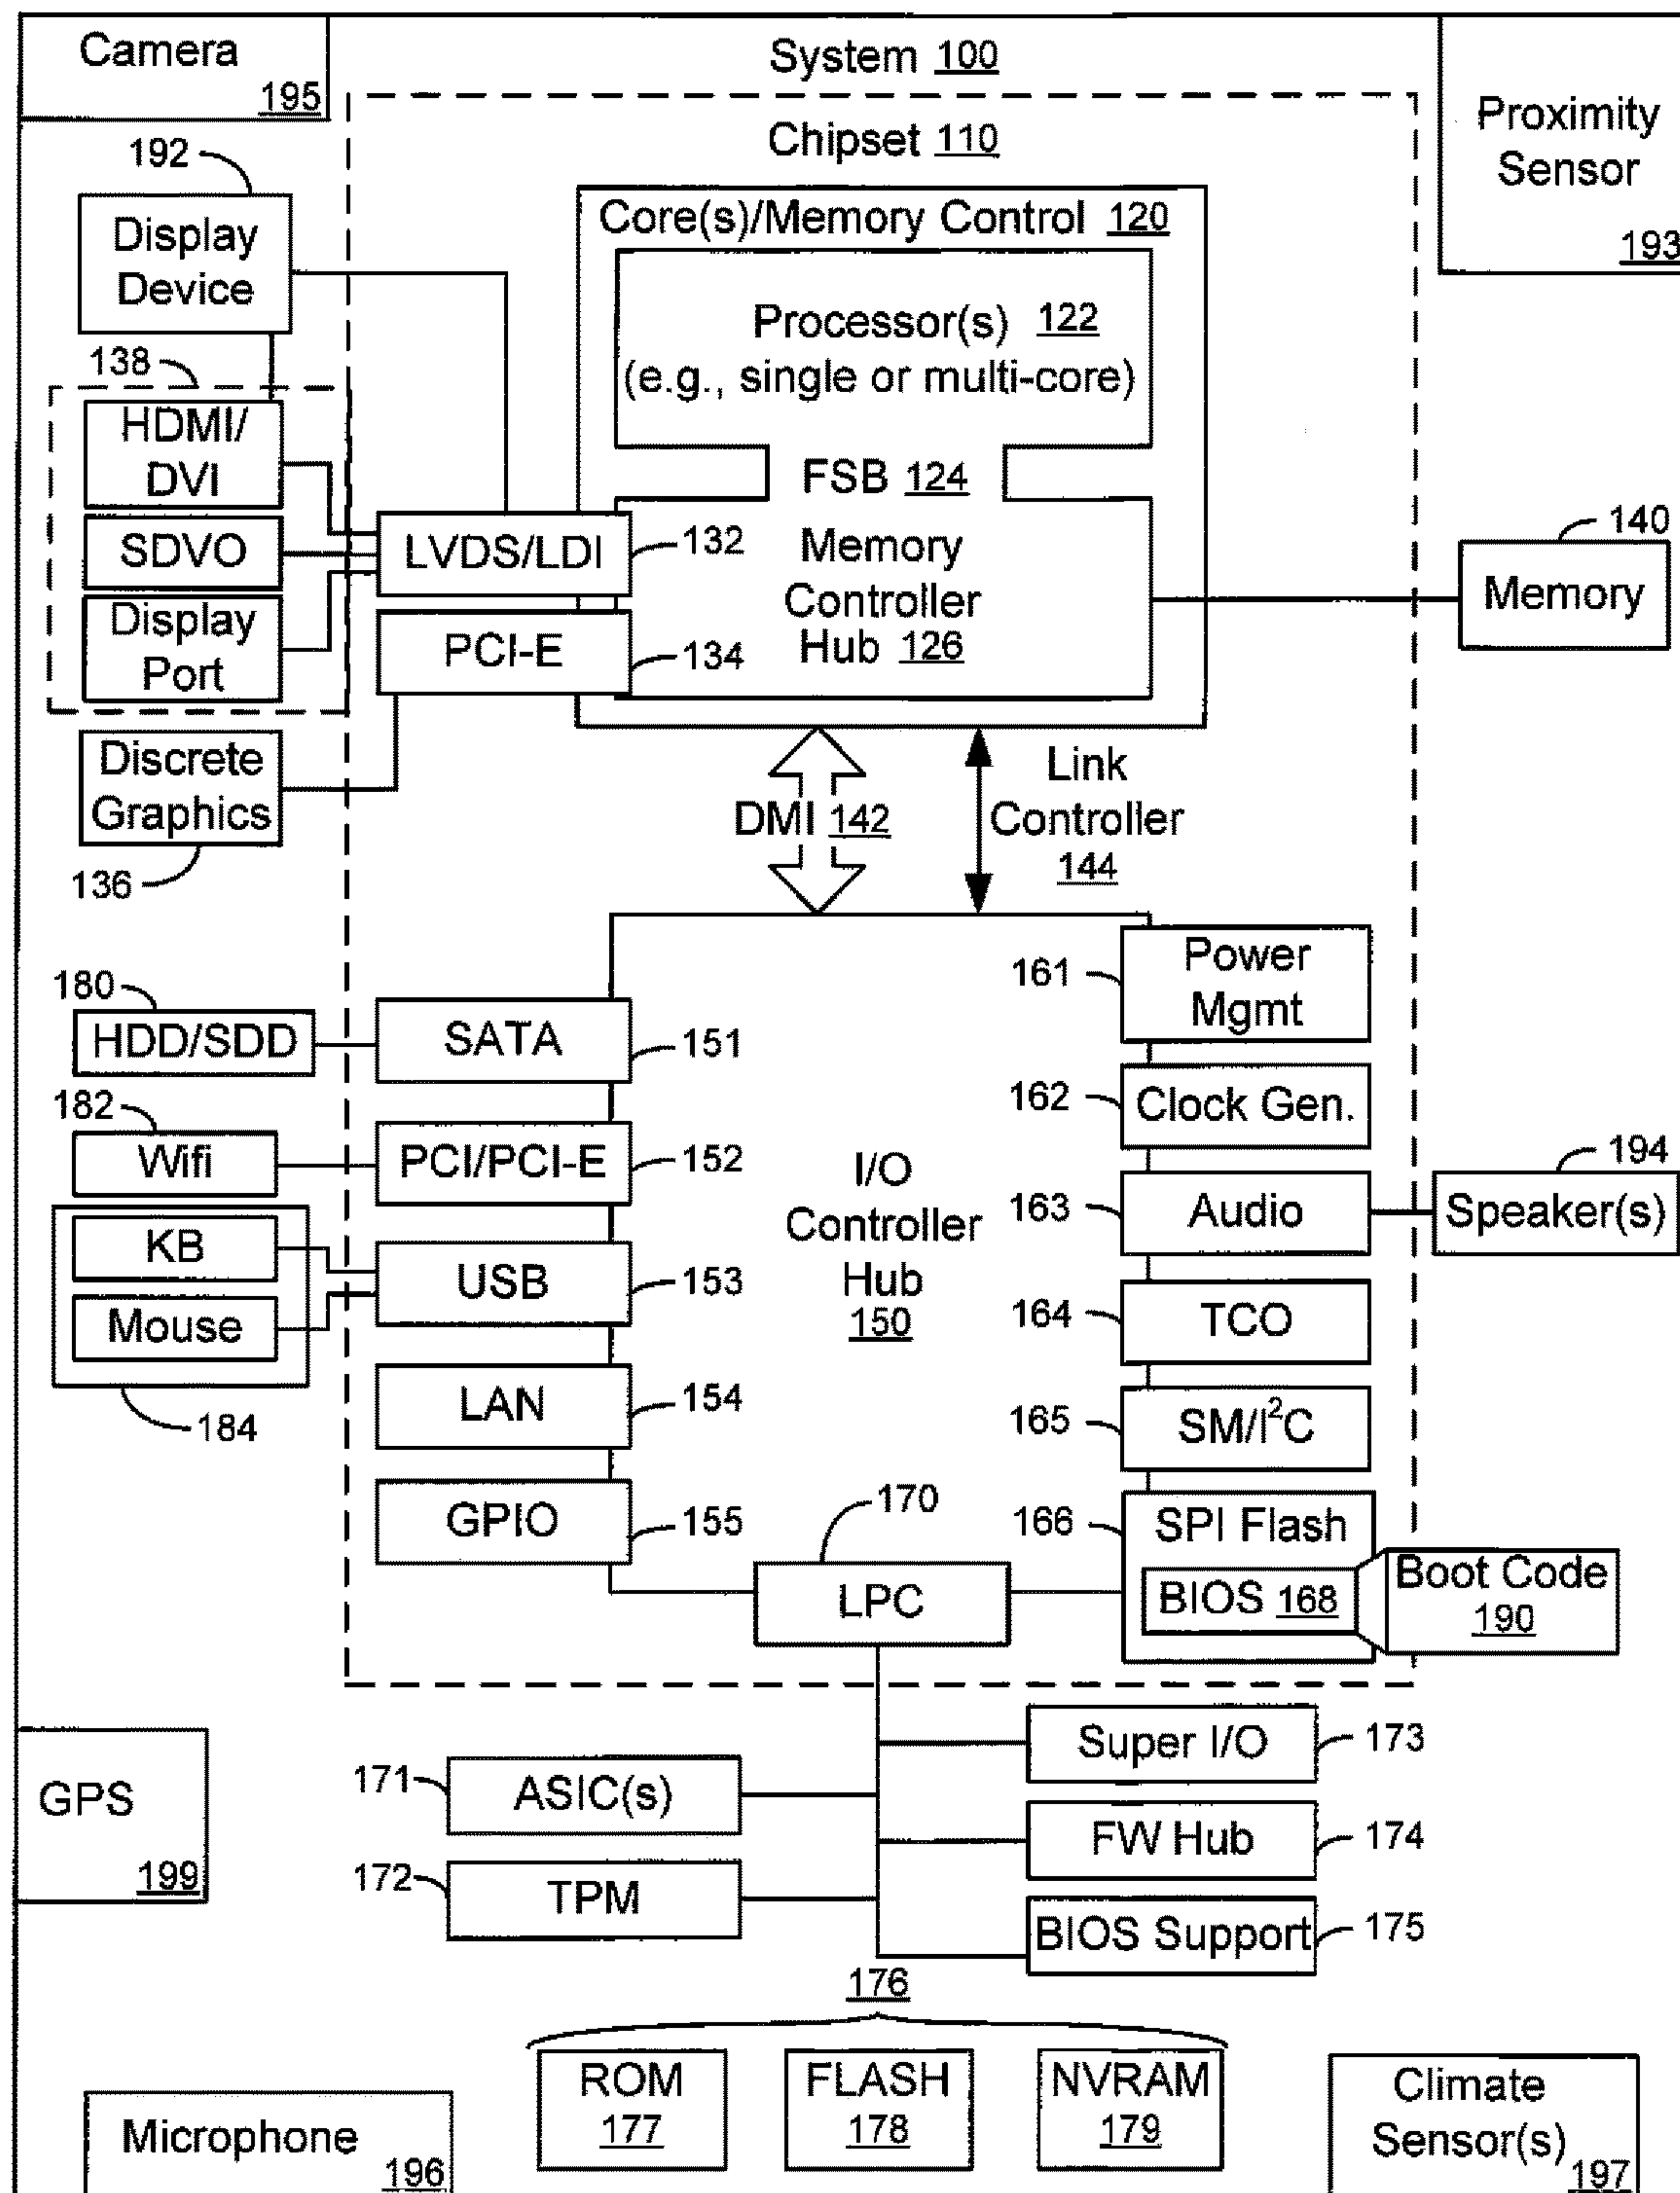 Camera
195
System 100
Proximity
Sensor
193
Chipset 110
192
Display
Device
Core(s)/Memory Control 120
Processor(s) 122
(e.g., single or multi-core)
138
HDMI/
DVI
SDVO
Display
Port
FSB 124
LVDS/LDI
132
PCI-E
134
Memory
Controller
Hub 126
140
Memory
Discrete
Graphics
136
DMI 142
Link
Controller
144
180
HDD/SDD
SATA
151
182
Wifi
PCI/PCI-E
152
KB
Mouse
184
USB
153
LAN
154
GPIO
155
I/O
Controller
Hub
150
161
Power
Mgmt
162
Clock Gen.
163
Audio
194
Speaker(s)
164
TCO
165
SM/I²C
166
SPI Flash
BIOS 168
Boot Code
190
170
LPC
GPS
199
171
ASIC(s)
172
TPM
Super I/O
173
FW Hub
174
BIOS Support
175
176
ROM
177
FLASH
178
NVRAM
179
Microphone
196
Climate
Sensor(s)
197